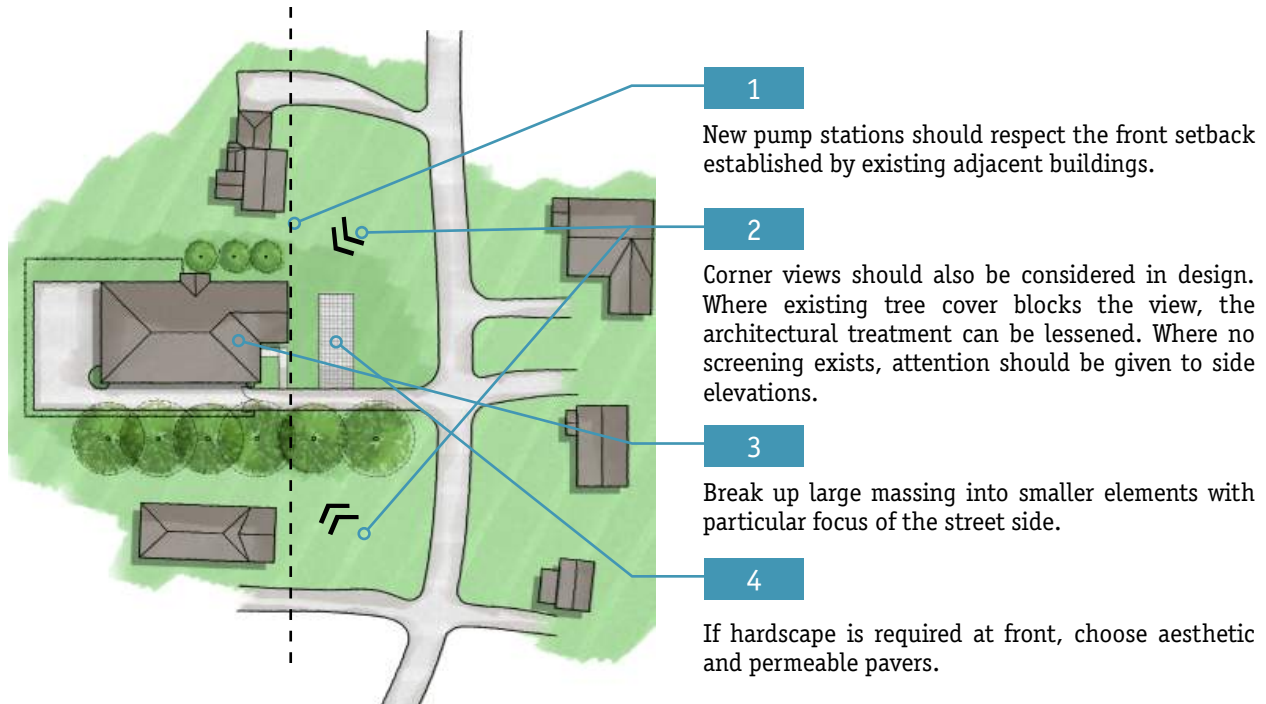 1
New pump stations should respect the front setback
established by existing adjacent buildings.
2
Corner views should also be considered in design.
Where existing tree cover blocks the view, the
architectural treatment can be lessened. Where no
screening exists, attention should be given to side
elevations.
3
Break up large massing into smaller elements with
particular focus of the street side.
4
If hardscape is required at front, choose aesthetic
and permeable pavers.